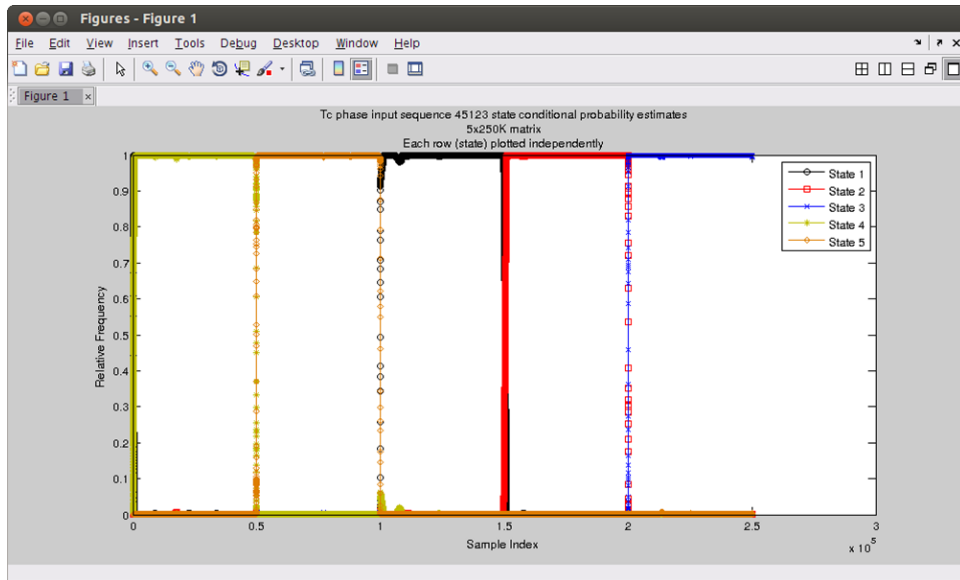 Figures - Figure 1
File Edit View Insert Tools Debug Desktop Window Help
Figure 1
Tc phase input sequence 45123 state conditional probability estimates
5x250K matrix
Each row (state) plotted independently
1
0.9
0.8
0.7
0.6
0.5
0.4
0.3
0.2
0.1
0
Relative Frequency
State 1
State 2
State 3
State 4
State 5
0 0.5 1 1.5 2 2.5 3
Sample Index
x 10^5